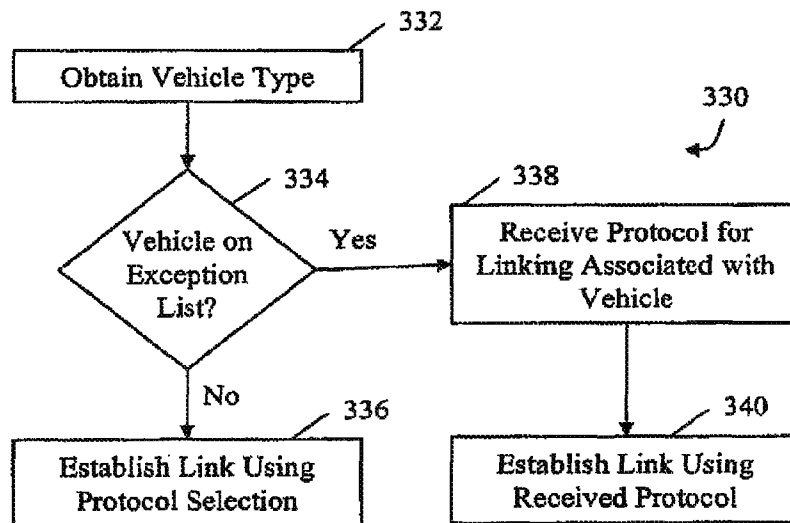 332
Obtain Vehicle Type
330
334
338
Vehicle on
Exception
List?
Yes
Receive Protocol for
Linking Associated with
Vehicle
No
336
340
Establish Link Using
Protocol Selection
Establish Link Using
Received Protocol